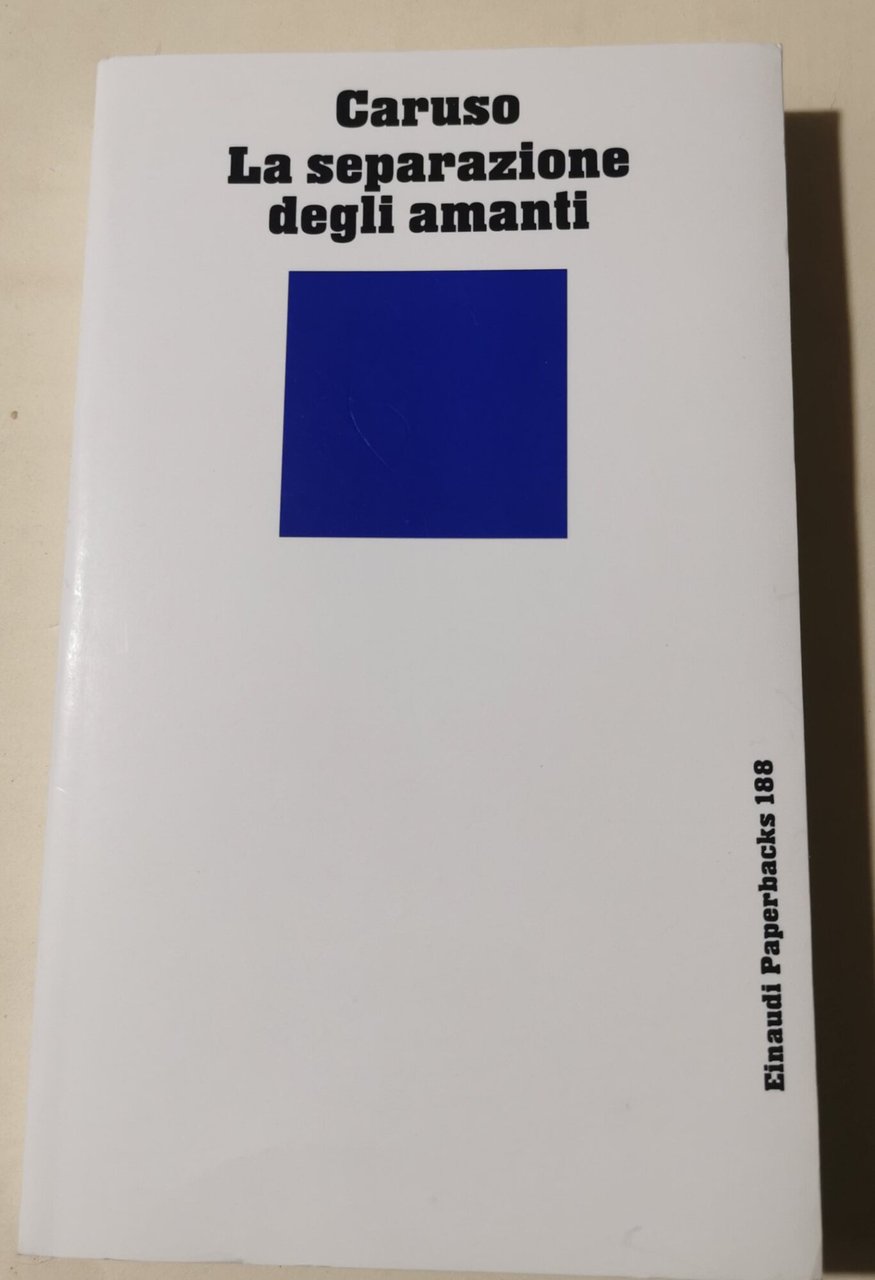 Caruso
La separazione
degli amanti
Einaudi Paperbacks 188